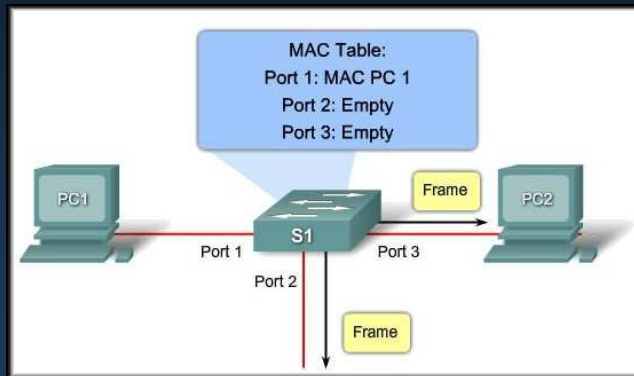 MAC Table:
Port 1: MAC PC 1
Port 2: Empty
Port 3: Empty
PC1
Frame
PC2
S1
Port 1
Port 3
Port 2
Frame